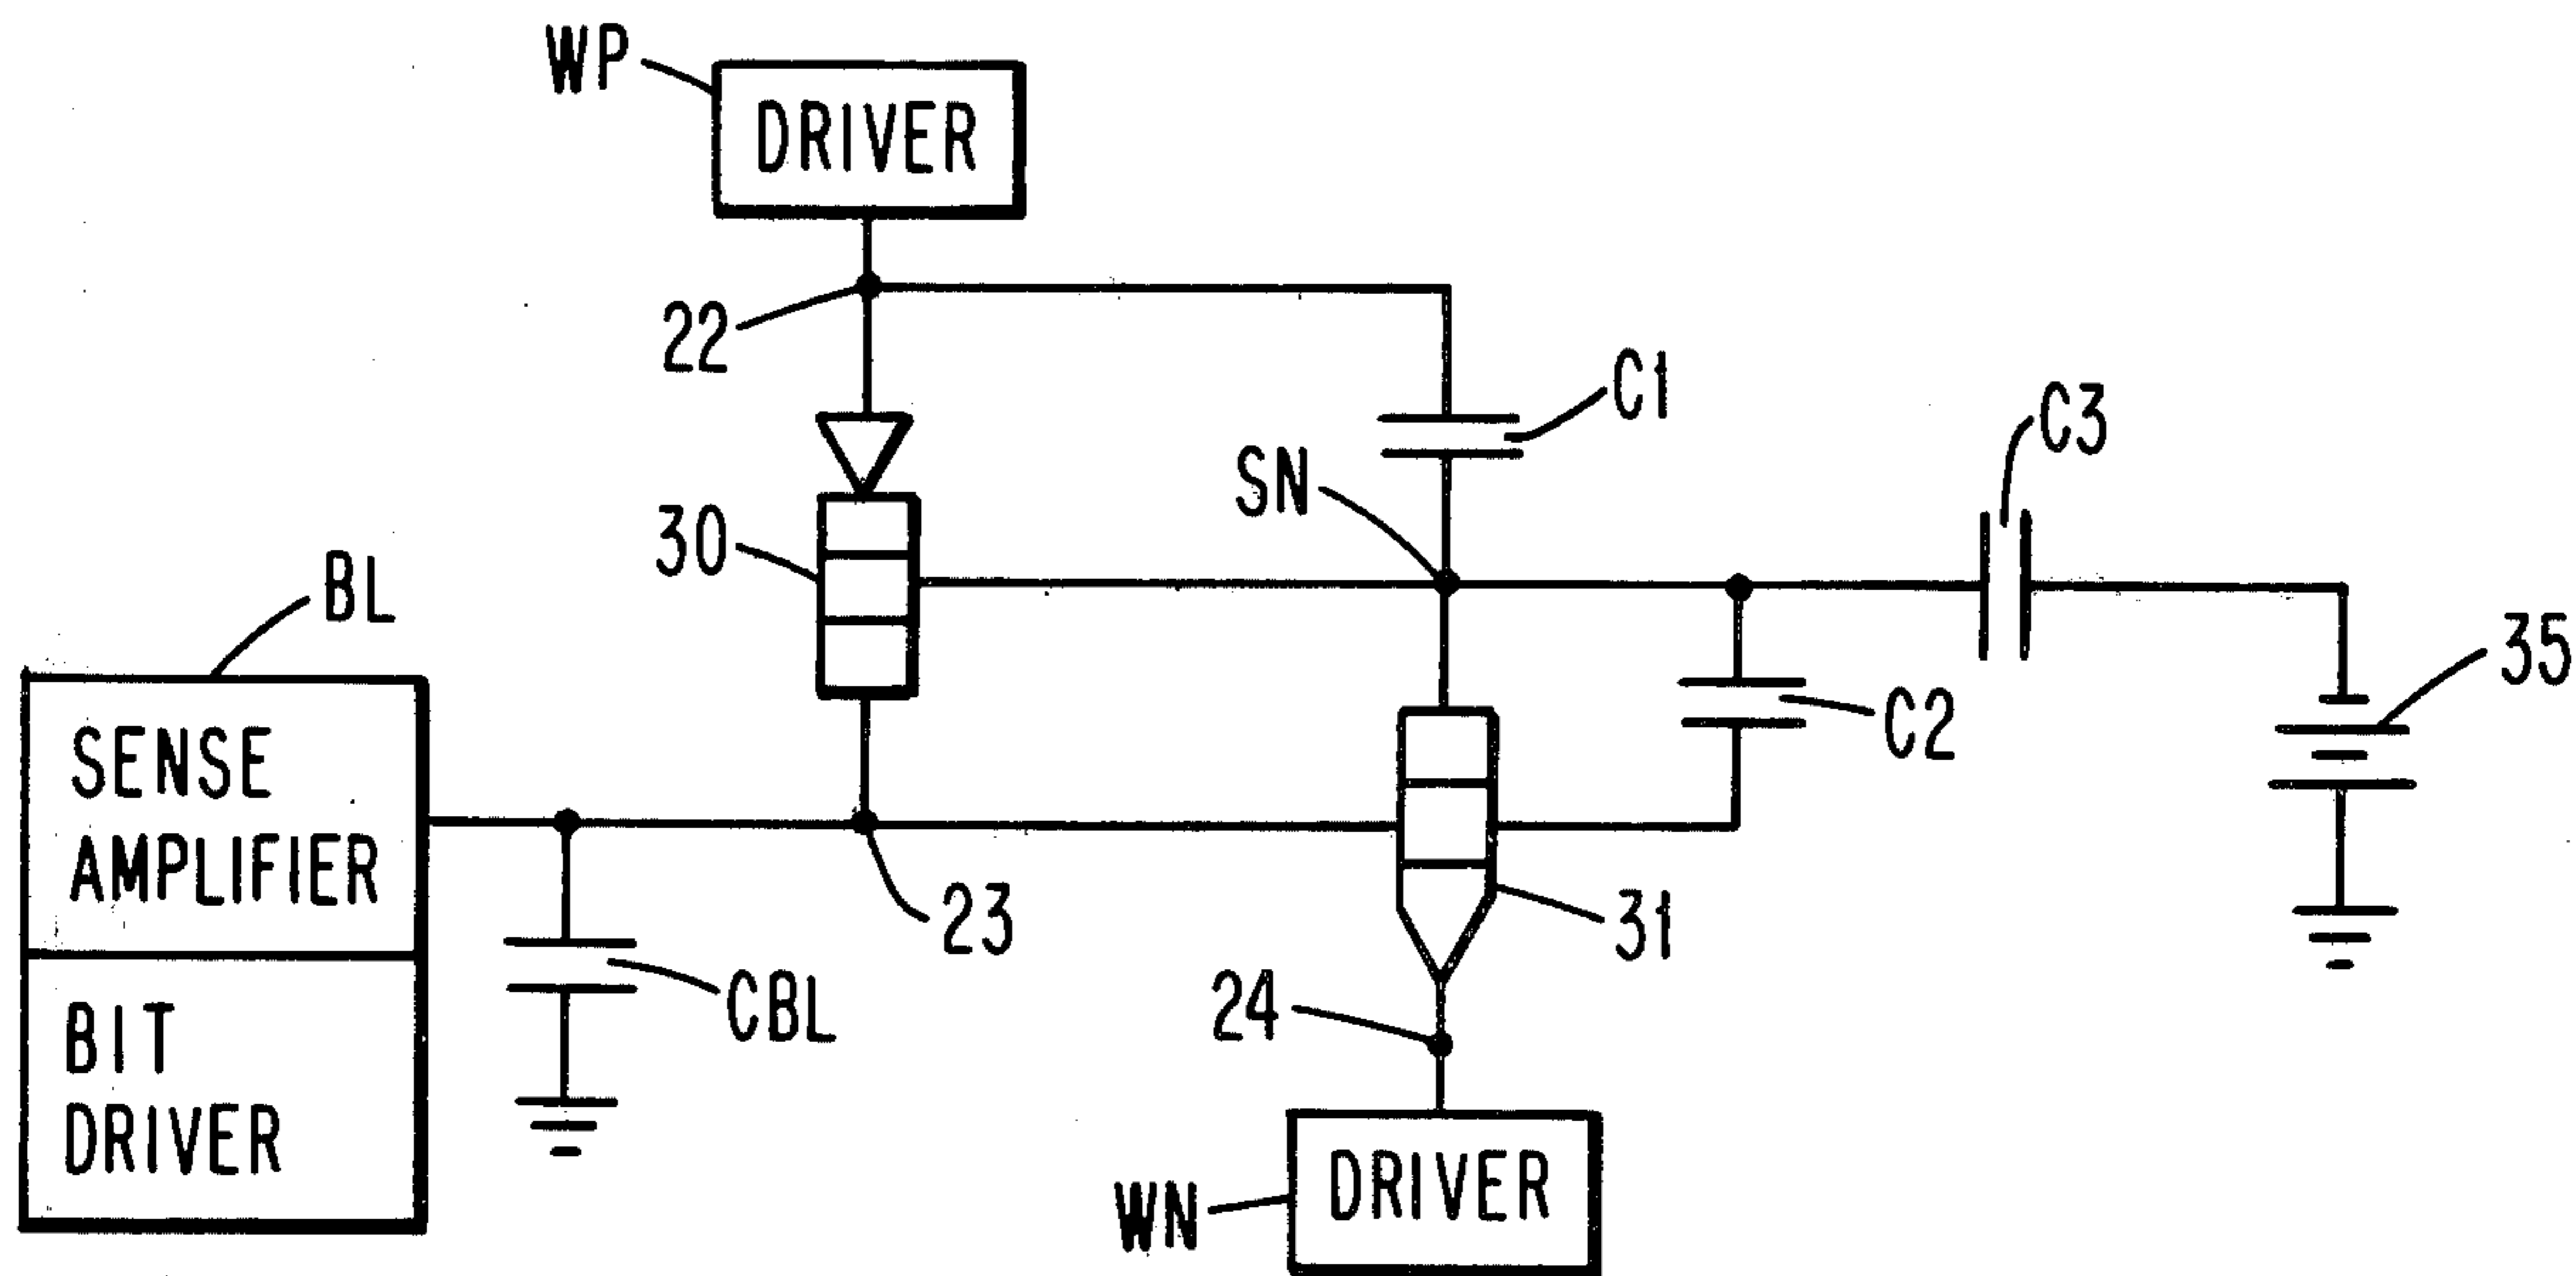 WP
DRIVER
22
C1
C3
SN
30
BL
35
SENSE
AMPLIFIER
C2
CBL
23
31
24
BIT
DRIVER
WN
DRIVER